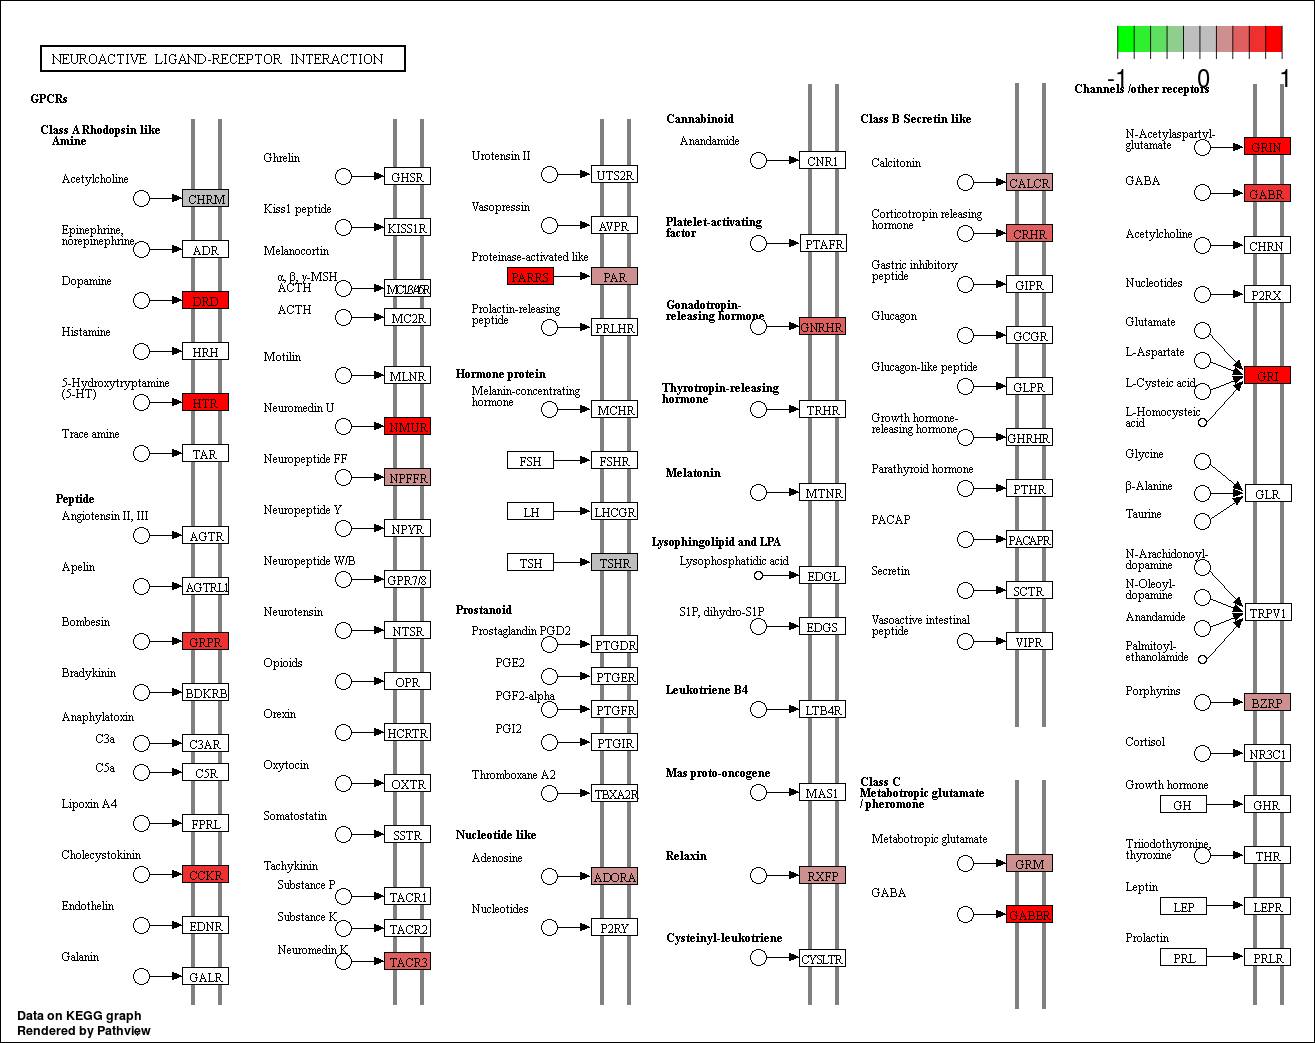 NEUROACTIVE LIGAND-RECEPTOR INTERACTION
-1 0 1
GPCRs
Class A Rhodopsin like
Amine
Acetylcholine
CHRM
Epinephrine,
norepinephrine
ADR
Dopamine
DRD
Histamine
HRH
5-Hydroxytryptamine
(5-HT)
HTR
Trace amine
TAR
Peptide
Angiotensin II, III
AGTR
Apelin
AGTRL1
Bombesin
GRPR
Bradykinin
BDKRB
Anaphylatoxin
C3a
C3AR
C5a
C5R
Lipoxin A4
FPRL
Cholecystokinin
CCKR
Endothelin
EDNR
Galanin
GALR
Ghrelin
GHSR
Kiss1 peptide
KISS1R
Melanocortin
α, β, γ-MSH
ACTH
ACTH
MC2R
Motilin
MLNR
Neuromedin U
NMUR
Neuropeptide FF
NPFFR
Neuropeptide Y
NPYR
Neuropeptide W/B
GPR7/8
Neurotensin
NTSR
Opioids
OPR
Orexin
HCRTR
Oxytocin
OXTR
Somatostatin
SSTR
Tachykinin
Substance P
TACR1
Substance K
TACR2
Neuromedin K
TACR3
Urotensin II
UTS2R
Vasopressin
AVPR
Proteinase-activated like
PARRS PAR
Prolactin-releasing
peptide
PRLHR
Hormone protein
Melanin-concentrating
hormone
MCHR
FSH FSHR
LH LHCGR
TSH TSHR
Prostanoid
Prostaglandin PGD2
PTGDR
PGE2
PTGER
PGF2-alpha
PTGFR
PGI2
PTGIR
Thromboxane A2
TBXA2R
Nucleotide like
Adenosine
ADORA
Nucleotides
P2RY
Cannabinoid
Anandamide
CNR1
Platelet-activating
factor
PTAFR
Gonadotropin-
releasing hormone
GNRHR
Thyrotropin-releasing
hormone
TRHR
Melatonin
MTNR
Lysophingolipid and LPA
Lysophosphatidic acid
EDGL
S1P, dihydro-S1P
EDGS
Leukotriene B4
LTB4R
Mas proto-oncogene
MAS1
Relaxin
RXFP
Cysteinyl-leukotriene
CYSLTR
Class B Secretin like
Calcitonin
CALCR
Corticotropin releasing
hormone
CRHR
Gastric inhibitory
peptide
GIPR
Glucagon
GCGR
Glucagon-like peptide
GLPR
Growth hormone-
releasing hormone
GHRHR
Parathyroid hormone
PTHR
PACAP
PACAPR
Secretin
SCTR
Vasoactive intestinal
peptide
VIPR
Class C
Metabotropic glutamate
/ pheromone
Metabotropic glutamate
GRM
GABA
GABBR
Channels /other receptors
N-Acetylaspartyl-
glutamate
GRIN
GABA
GABR
Acetylcholine
CHRN
Nucleotides
P2RX
Glutamate
L-Aspartate
GRI
L-Cysteic acid
L-Homocysteic
acid
Glycine
β-Alanine
GLR
Taurine
N-Arachidonoyl-
dopamine
N-Oleoyl-
dopamine
TRPV1
Anandamide
Palmitoyl-
ethanolamide
Porphyrins
BZRP
Cortisol
NR3C1
Growth hormone
GH GHR
Triiodothyronine,
thyroxine
THR
Leptin
LEP LEPR
Prolactin
PRL PRLR
Data on KEGG graph
Rendered by Pathview